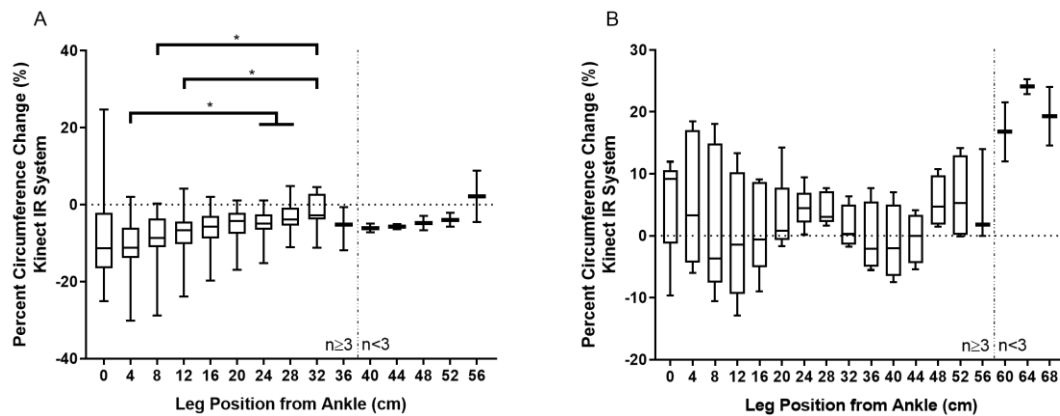 A
Percent Circumference Change (%)
Kinect IR System
40
20
0
-20
-40
*
*
*
n≥3 n<3
0 4 8 12 16 20 24 28 32 36 40 44 48 52 56
Leg Position from Ankle (cm)
B
Percent Circumference Change (%)
Kinect IR System
30
20
10
0
-10
-20
n≥3 n<3
0 4 8 12 16 20 24 28 32 36 40 44 48 52 56 60 64 68
Leg Position from Ankle (cm)